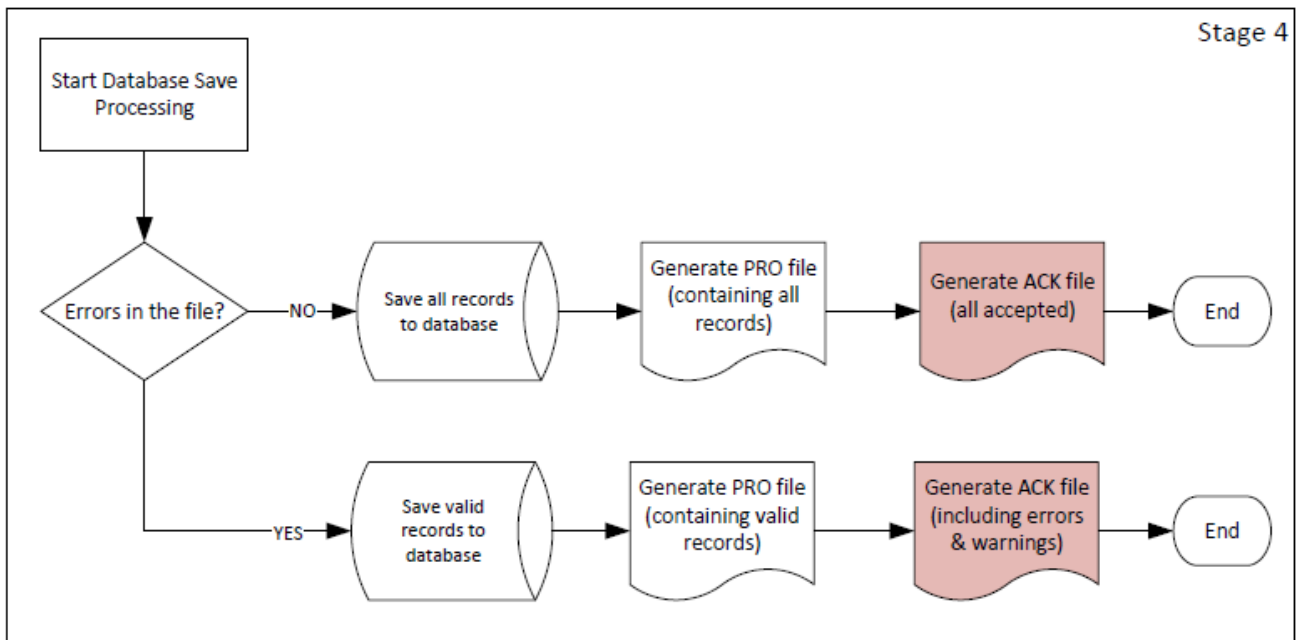 Stage 4
Start Database Save
Processing
Errors in the file?
NO
Save all records
to database
Generate PRO file
(containing all
records)
Generate ACK file
(all accepted)
End
YES
Save valid
records to
database
Generate PRO file
(containing valid
records)
Generate ACK file
(including errors
& warnings)
End